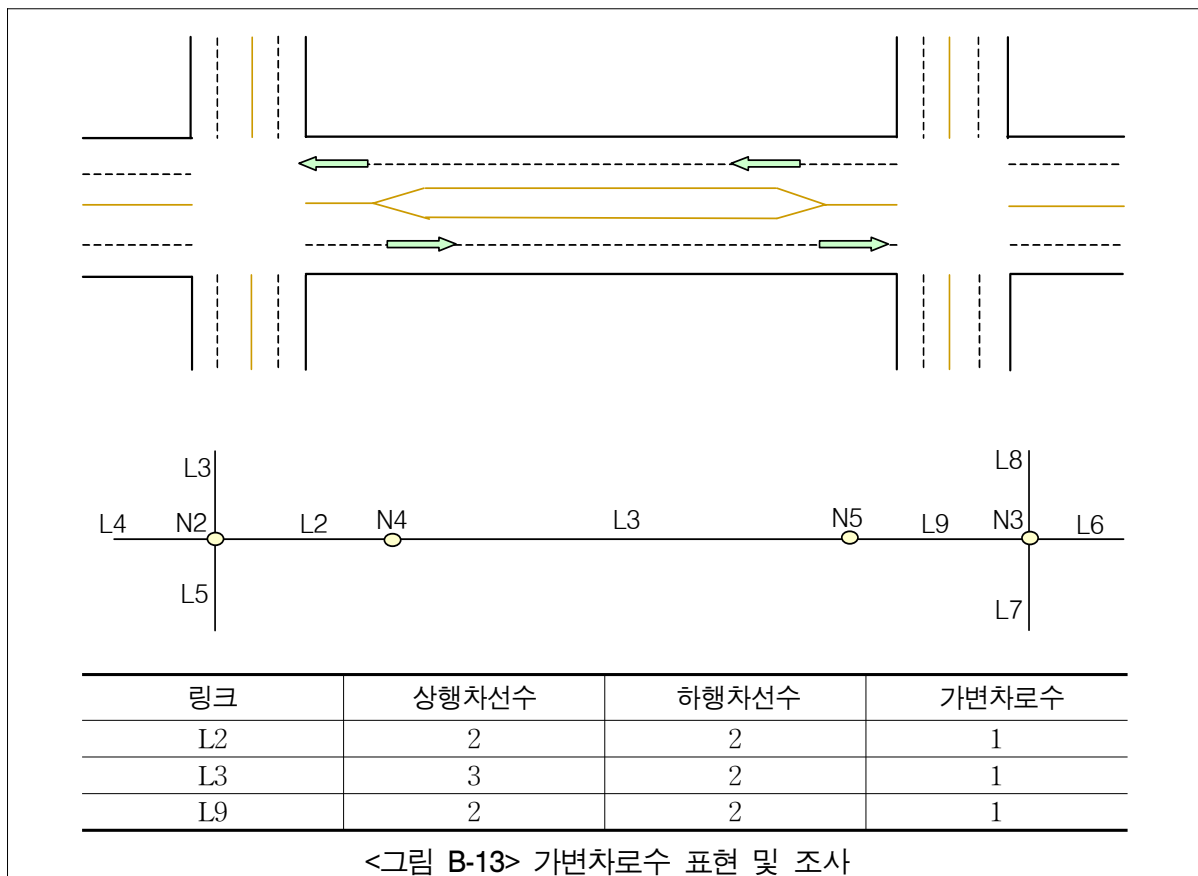 L3
L8
L4 N2 L2 N4 L3 N5 L9 N3 L6
L5
L7
링크 상행차선수 하행차선수 가변차로수
L2 2 2 1
L3 3 2 1
L9 2 2 1
<그림 B-13> 가변차로수 표현 및 조사